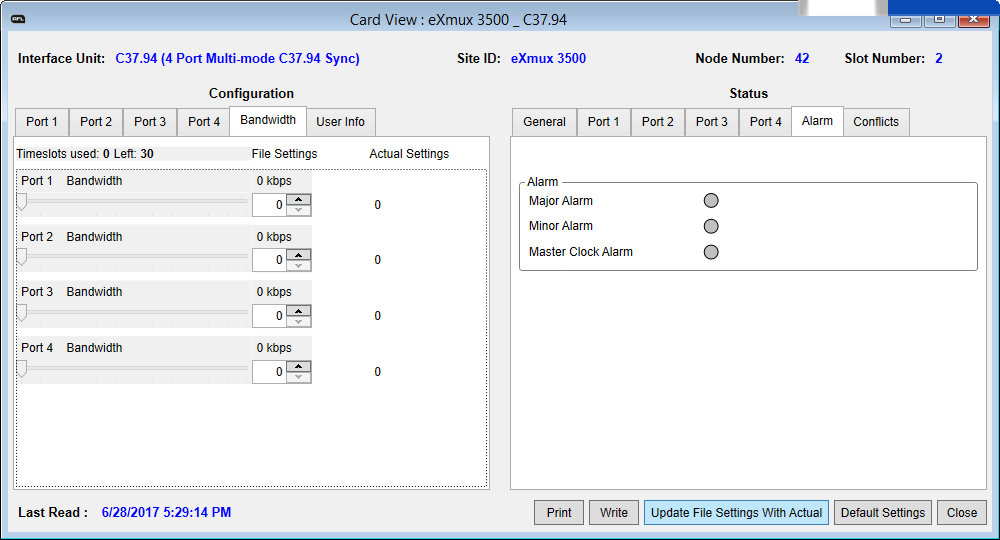 RFL
Card View : eXmux 3500 _ C37.94
Interface Unit: C37.94 (4 Port Multi-mode C37.94 Sync) Site ID: eXmux 3500 Node Number: 42 Slot Number: 2
Configuration
Port 1 Port 2 Port 3 Port 4 Bandwidth User Info
Timeslots used: 0 Left: 30 File Settings Actual Settings
Port 1 Bandwidth 0 kbps
0 0
Port 2 Bandwidth 0 kbps
0 0
Port 3 Bandwidth 0 kbps
0 0
Port 4 Bandwidth 0 kbps
0 0
Status
General Port 1 Port 2 Port 3 Port 4 Alarm Conflicts
Alarm
Major Alarm
Minor Alarm
Master Clock Alarm
Last Read : 6/28/2017 5:29:14 PM
Print Write Update File Settings With Actual Default Settings Close